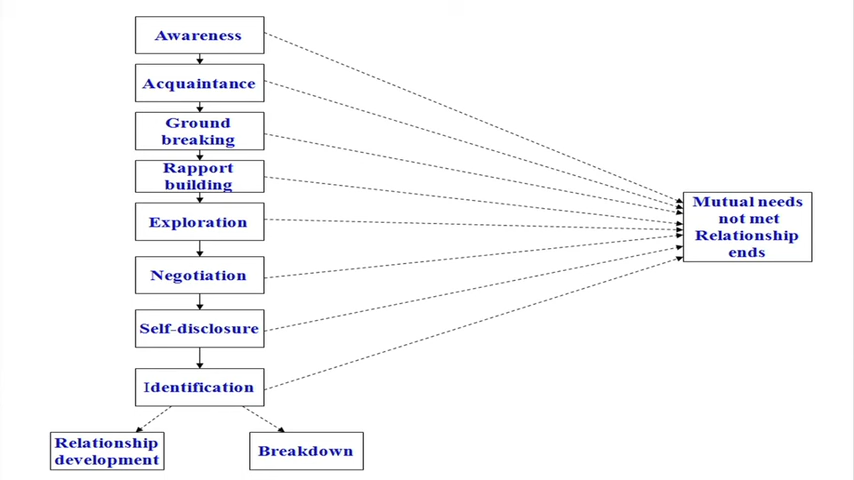 Awareness
Acquaintance
Ground
breaking
Rapport
building
Exploration
Negotiation
Self-disclosure
Identification
Relationship
development
Breakdown
Mutual needs
not met
Relationship
ends